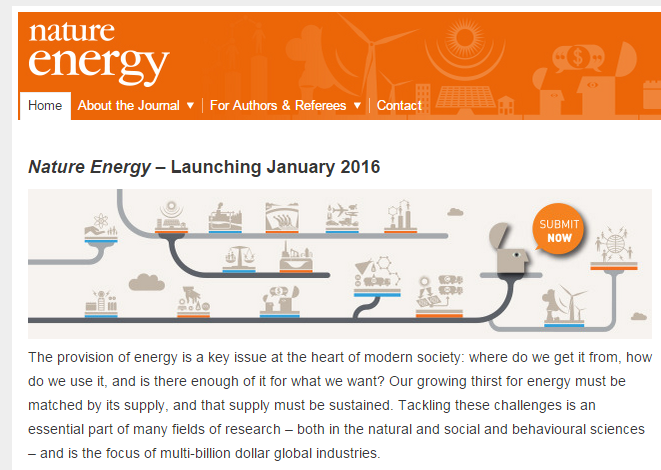 nature
energy
Home About the Journal ▼ For Authors & Referees ▼ Contact
Nature Energy – Launching January 2016
SUBMIT
NOW
The provision of energy is a key issue at the heart of modern society: where do we get it from, how
do we use it, and is there enough of it for what we want? Our growing thirst for energy must be
matched by its supply, and that supply must be sustained. Tackling these challenges is an
essential part of many fields of research – both in the natural and social and behavioural sciences
– and is the focus of multi-billion dollar global industries.